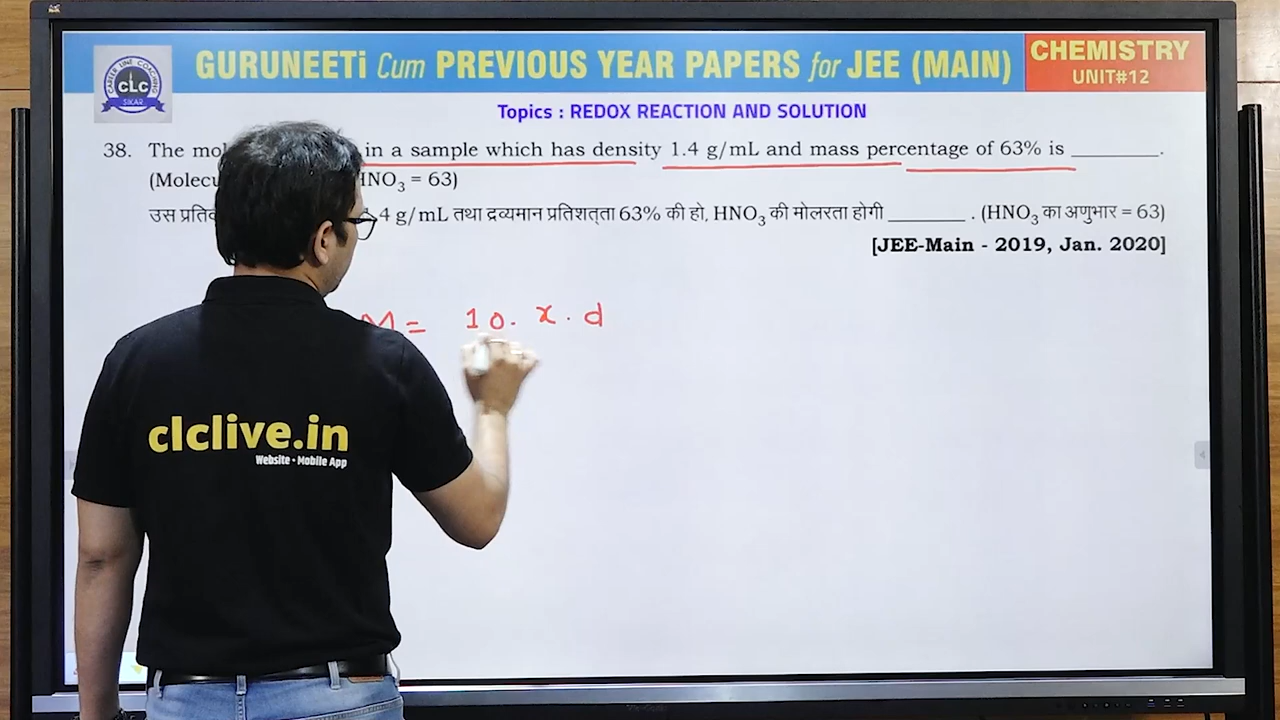 GURUNEETi Cum PREVIOUS YEAR PAPERS for JEE (MAIN)
CHEMISTRY
UNIT#12
CAREER LINE COACHING
CLC
SIKAR
Topics : REDOX REACTION AND SOLUTION
38. The in a sample which has density 1.4 g/mL and mass percentage of 63% is ________.
HNO₃ = 63)
उस 4 g/mL तथा द्रव्यमान प्रतिशतता 63% की हो, HNO₃ की मोलरता होगी ________ . (HNO₃ का अणुभार = 63)
[JEE-Main - 2019, Jan. 2020]
M = 10. x. d
clclive.in
Website • Mobile App